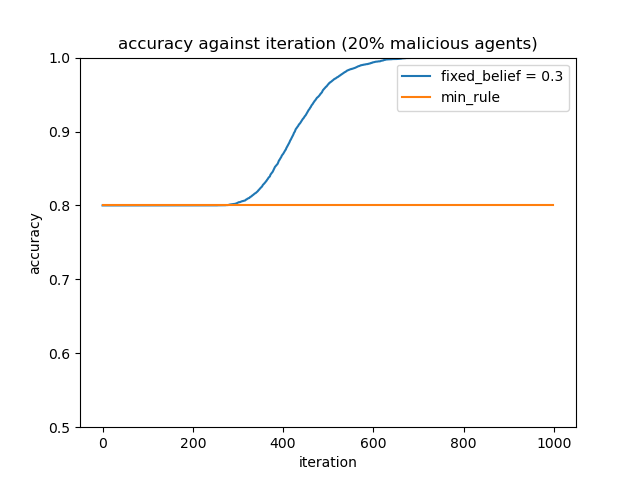 accuracy against iteration (20% malicious agents)
1.0
0.9
0.8
0.7
0.6
0.5
accuracy
fixed_belief = 0.3
min_rule
0 200 400 600 800 1000
iteration